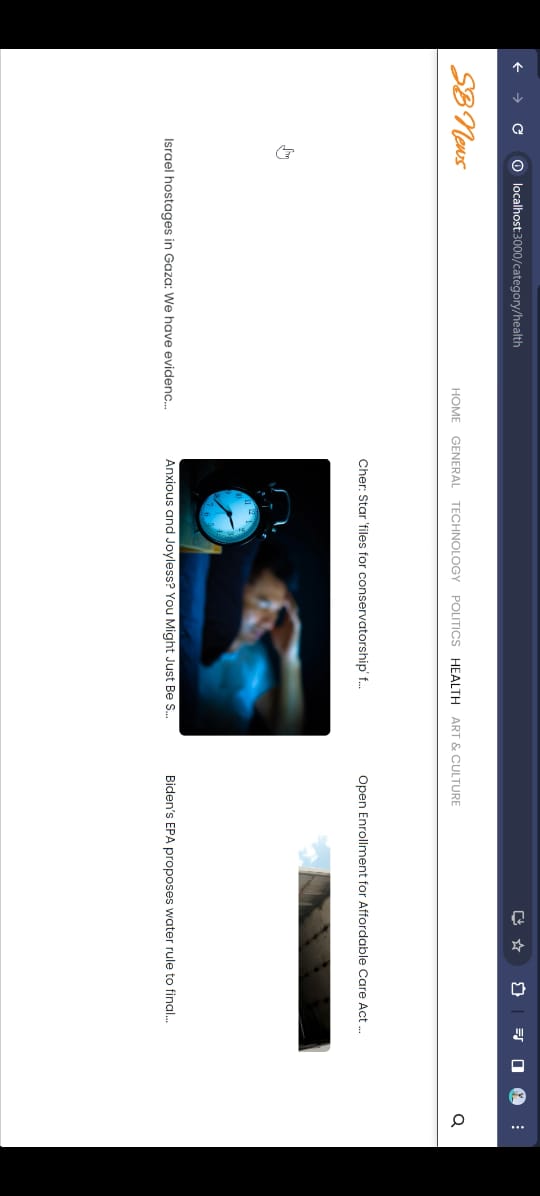 localhost:3000/category/health
SB News
HOME GENERAL TECHNOLOGY POLITICS HEALTH ART & CULTURE
Cher: Star 'files for conservatorship' f...
Open Enrollment for Affordable Care Act ...
Israel hostages in Gaza: We have evidenc...
Anxious and Joyless? You Might Just Be S...
Biden's EPA proposes water rule to final...